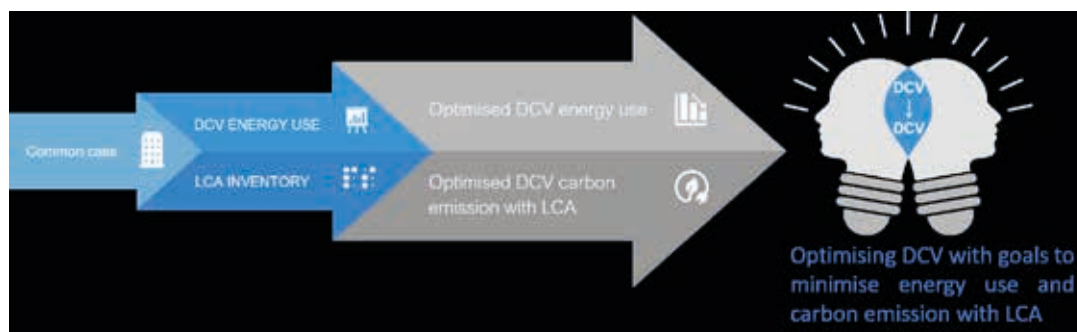 Common case
DCV ENERGY USE
LCA INVENTORY
Optimised DCV energy use
Optimised DCV carbon
emission with LCA
DCV
DCV
Optimising DCV with goals to
minimise energy use and
carbon emission with LCA